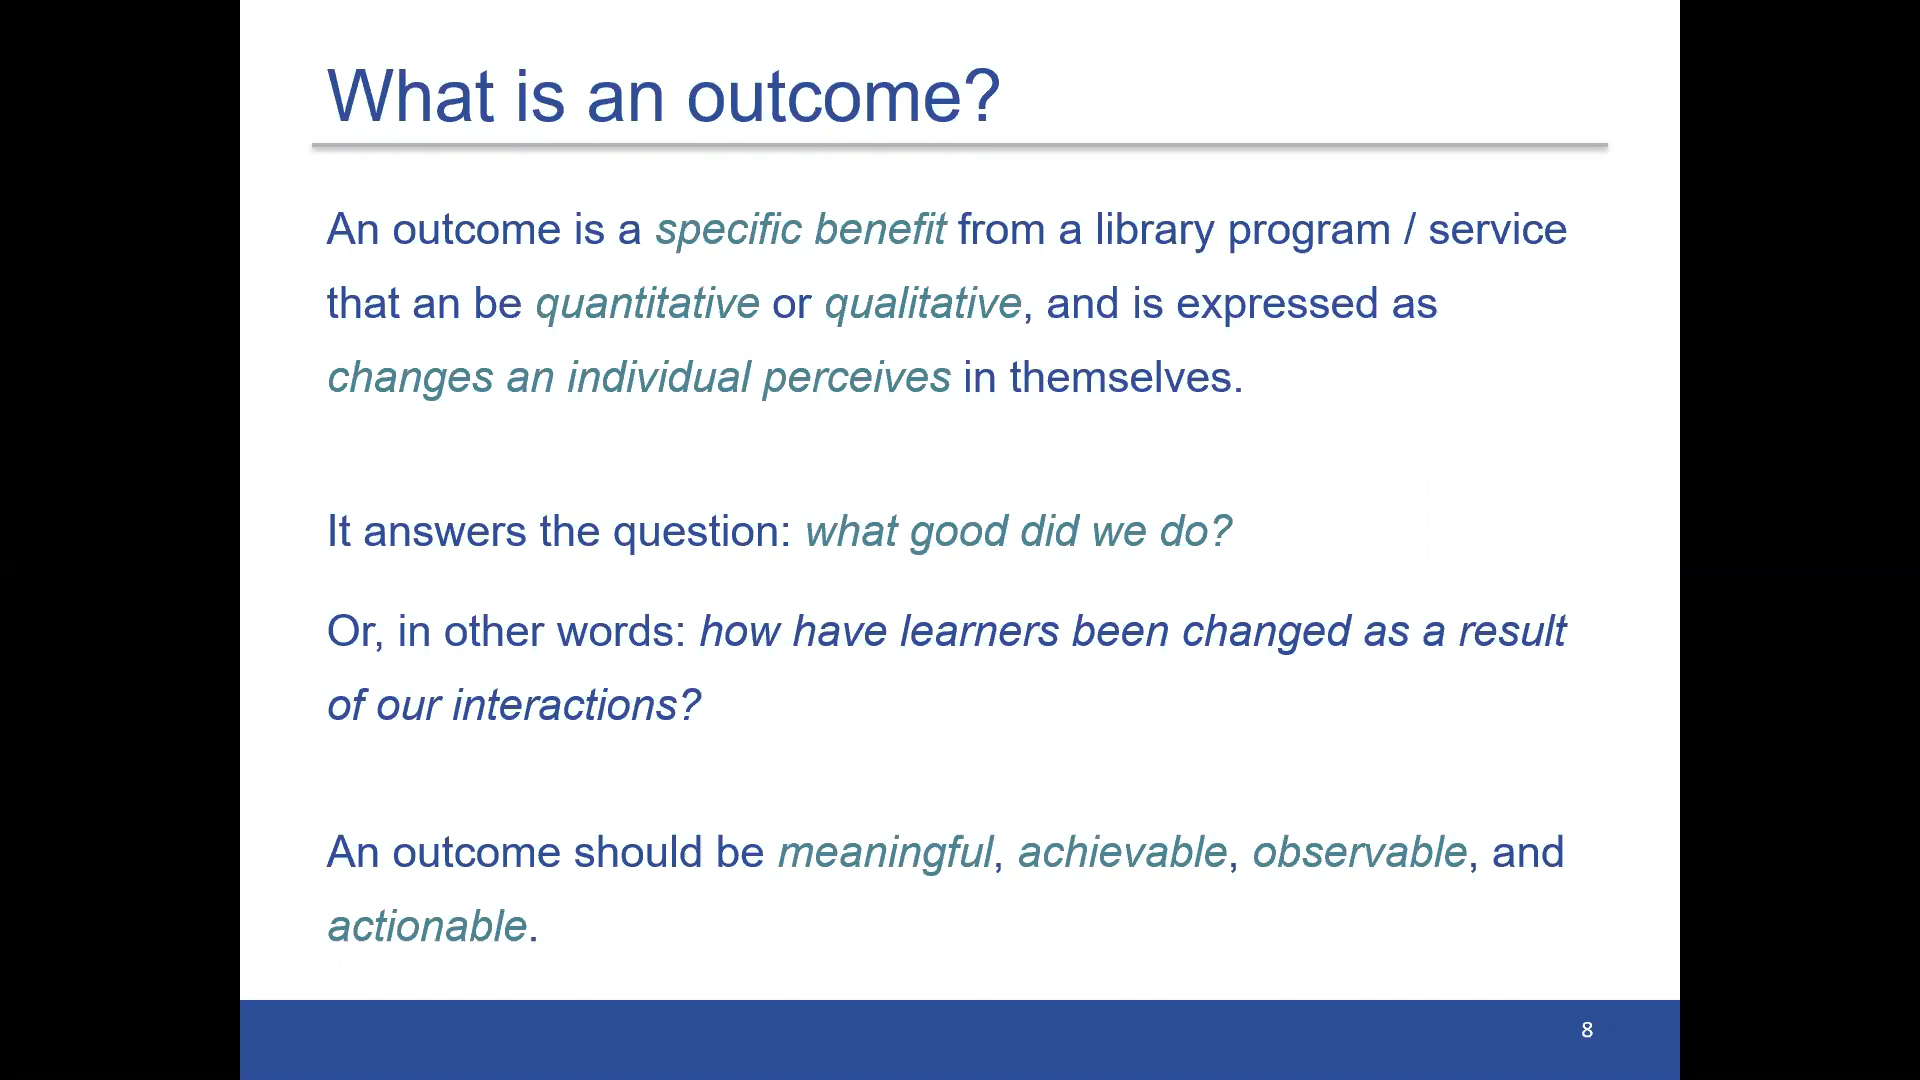 What is an outcome?
An outcome is a specific benefit from a library program / service
that an be quantitative or qualitative, and is expressed as
changes an individual perceives in themselves.
It answers the question: what good did we do?
Or, in other words: how have learners been changed as a result
of our interactions?
An outcome should be meaningful, achievable, observable, and
actionable.
8